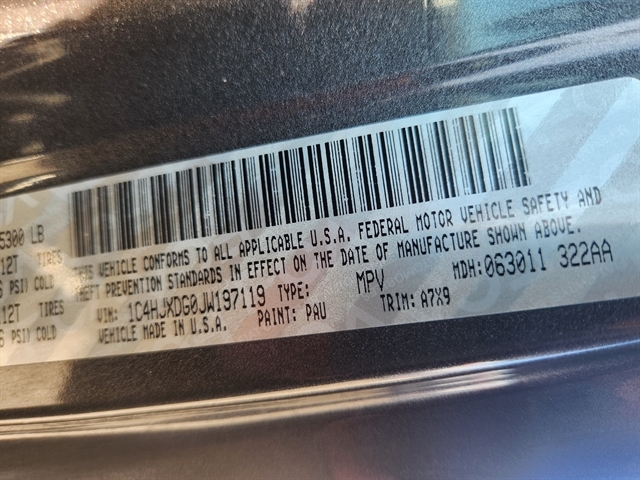 5300 LB
12T TIRES
PSI) COLD
12T TIRES
PSI) COLD
THIS VEHICLE CONFORMS TO ALL APPLICABLE U.S.A. FEDERAL MOTOR VEHICLE SAFETY AND
THEFT PREVENTION STANDARDS IN EFFECT ON THE DATE OF MANUFACTURE SHOWN ABOVE.
VIN: 1C4HJXDG0JW197119 TYPE: MPV MDH:063011 322AA
VEHICLE MADE IN U.S.A. PAINT: PAU TRIM: A7X9